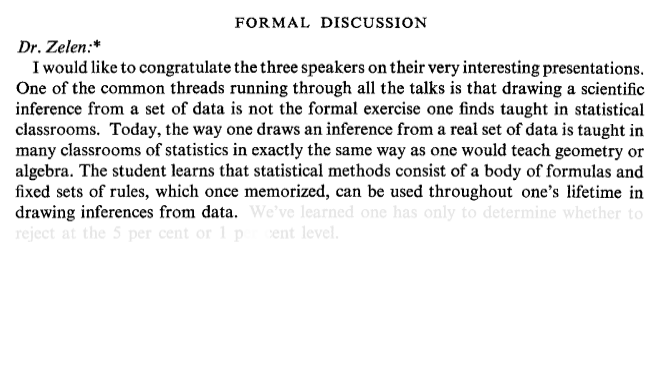 FORMAL DISCUSSION
Dr. Zelen:*
I would like to congratulate the three speakers on their very interesting presentations.
One of the common threads running through all the talks is that drawing a scientific
inference from a set of data is not the formal exercise one finds taught in statistical
classrooms. Today, the way one draws an inference from a real set of data is taught in
many classrooms of statistics in exactly the same way as one would teach geometry or
algebra. The student learns that statistical methods consist of a body of formulas and
fixed sets of rules, which once memorized, can be used throughout one's lifetime in
drawing inferences from data. We've learned one has only to determine whether to
reject at the 5 per cent or 1 level.